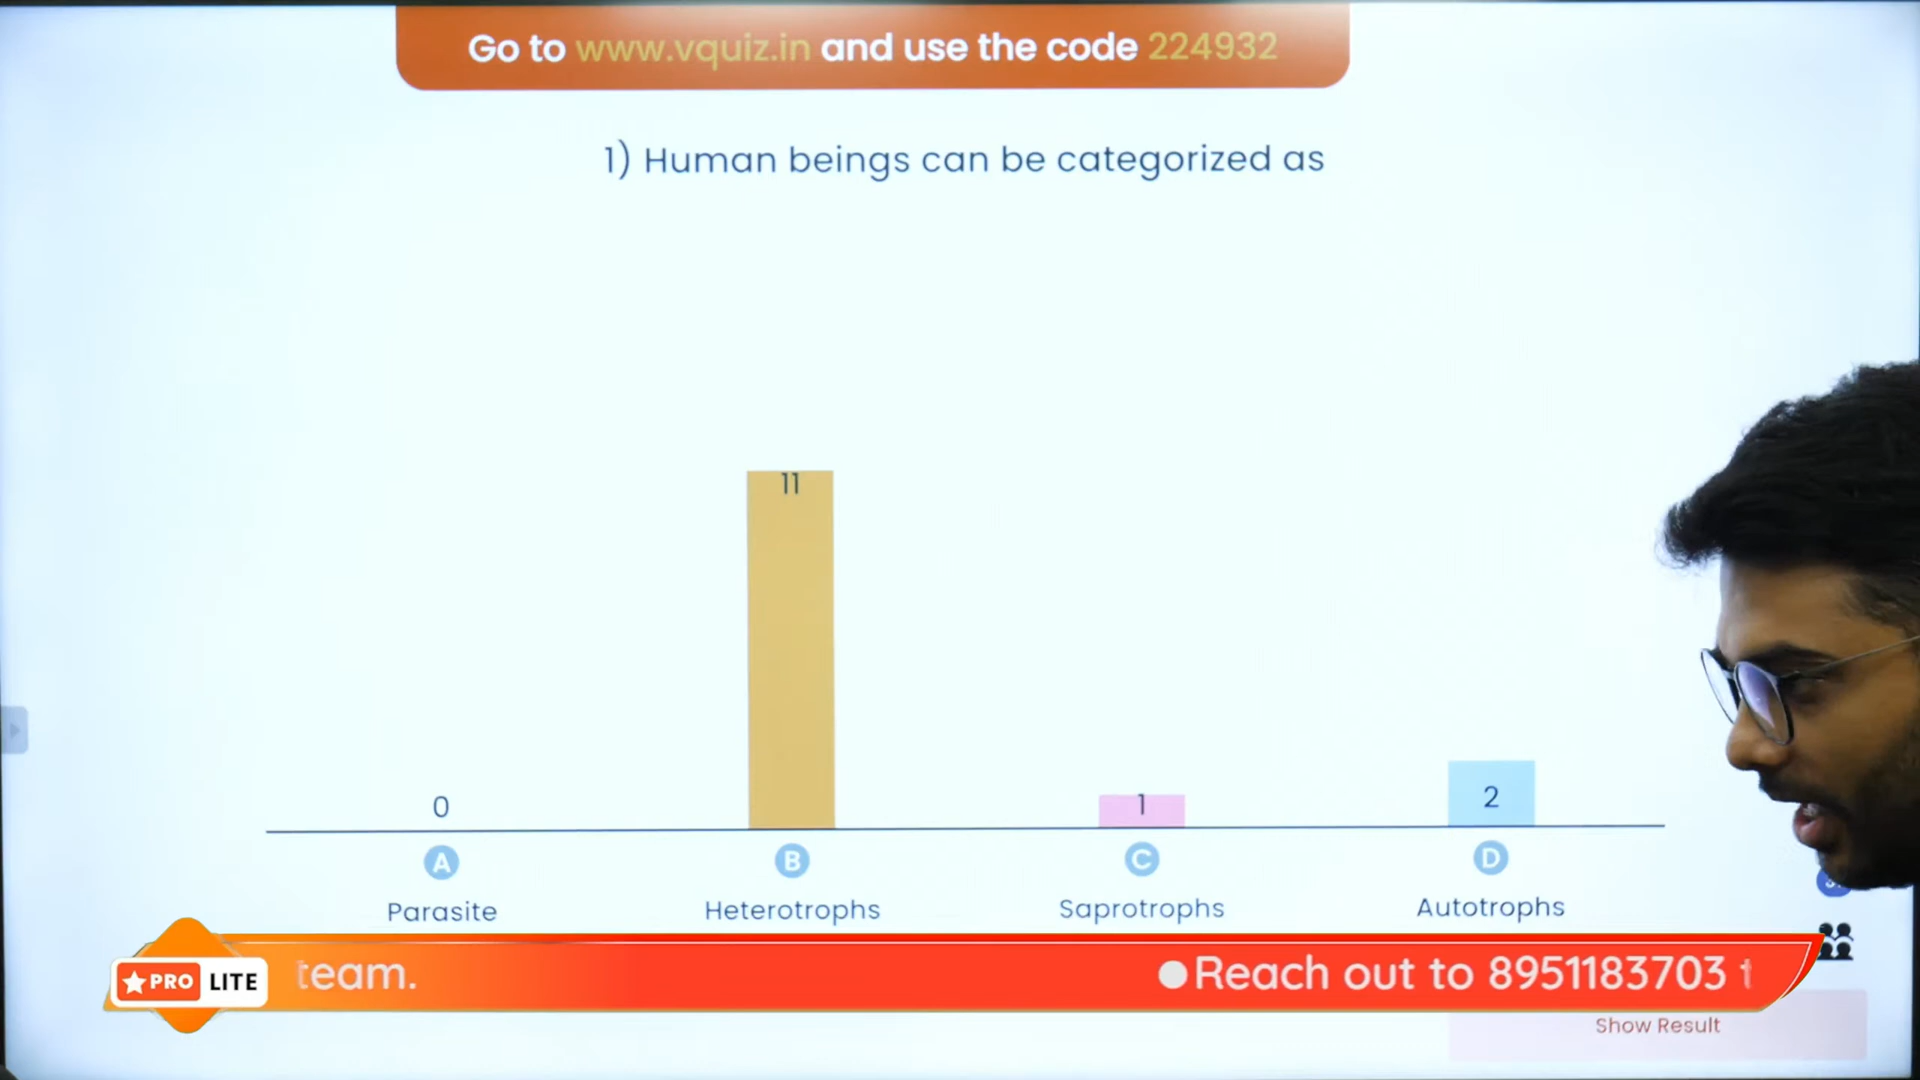 Go to www.vquiz.in and use the code 224932
1) Human beings can be categorized as
0
11
1
2
A
B
C
D
Parasite
Heterotrophs
Saprotrophs
Autotrophs
PRO LITE
team.
Reach out to 8951183703 t
Show Result